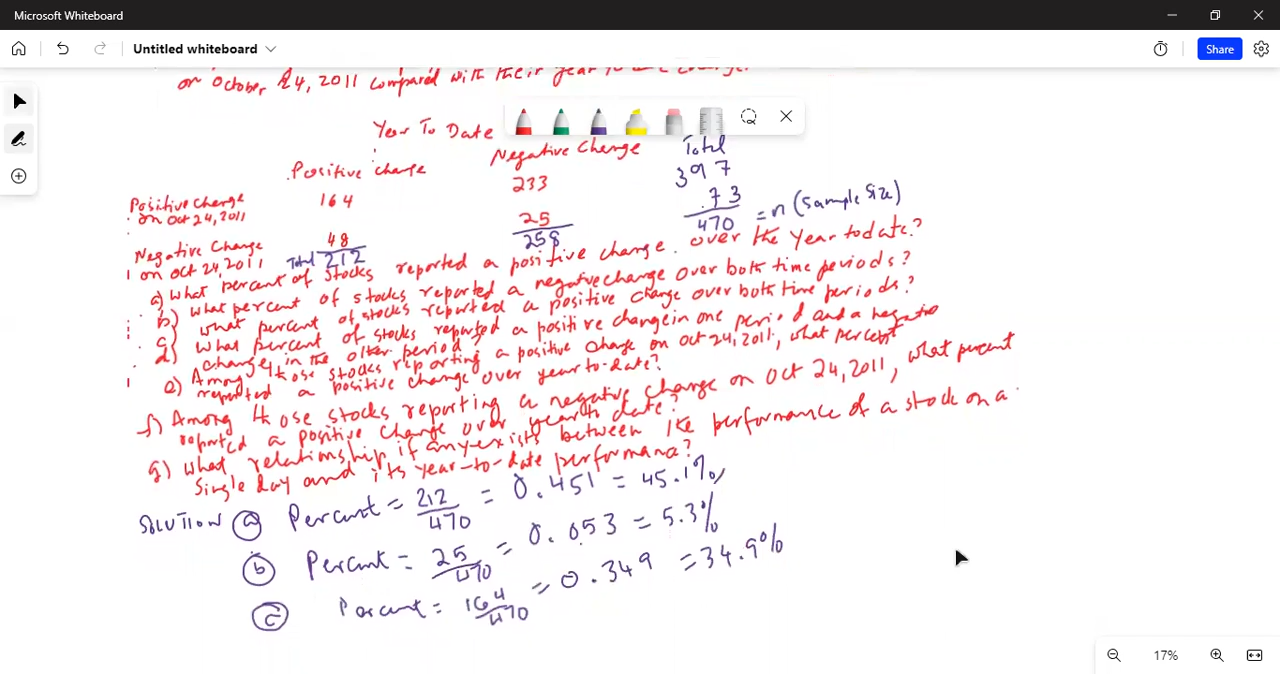 Microsoft Whiteboard
Untitled whiteboard
Share
on October 24, 2011 compared with their year to date change.
Year To Date
Positive change Negative Change Total
Positive Change on Oct 24, 2011 164 233 397
Negative Change on Oct 24, 2011 48 25 73
Total 212 258 470 = n (Sample Size)
a) What percent of stocks reported a positive change over the year to date?
b) What percent of stocks reported a negative change over both time periods?
c) What percent of stocks reported a positive change over both time periods?
d) What percent of stocks reported a positive change in one period and a negative
change in the other period?
e) Among those stocks reporting a positive change on Oct 24, 2011, what percent
reported a positive change over year-to-date?
f) Among those stocks reporting a negative change on Oct 24, 2011, what percent
reported a positive change over year to date?
g) What relationship if any exists between the performance of a stock on a
single day and its year-to-date performance?
SOLUTION a Percent = 212/470 = 0.451 = 45.1%
b Percent = 25/470 = 0.053 = 5.3%
c Percent = 164/470 = 0.349 = 34.9%
17%